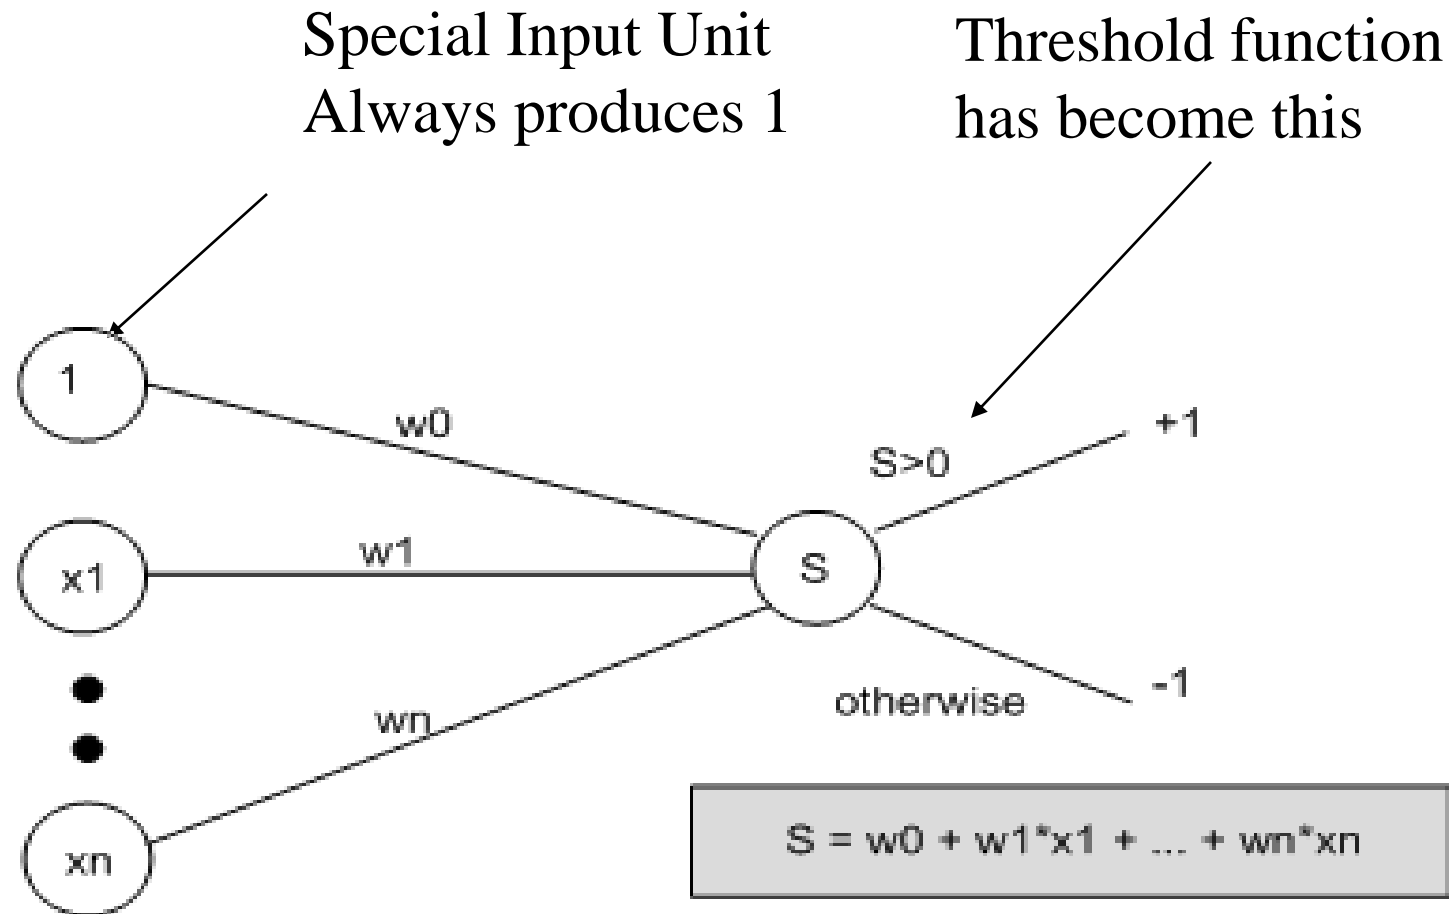 Special Input Unit
Always produces 1
Threshold function
has become this
1
w0
S>0
+1
x1
w1
S
wn
otherwise
-1
xn
S = w0 + w1*x1 + ... + wn*xn